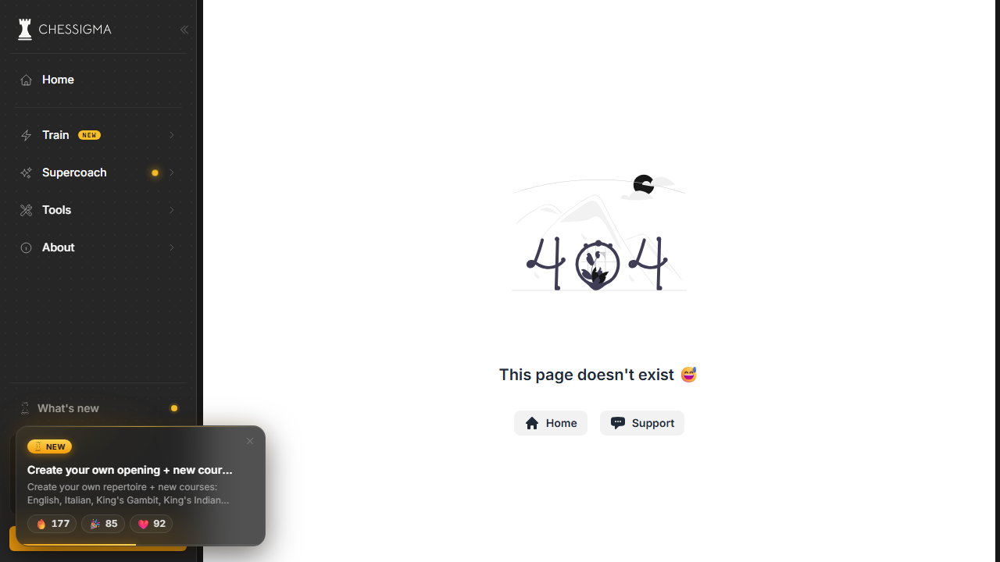 CHESSIGMA
Home
Train NEW
Supercoach
Tools
About
What's new
NEW
Create your own opening + new cour...
Create your own repertoire + new courses:
English, Italian, King's Gambit, King's Indian...
🔥 177 🎉 85 💗 92
404
This page doesn't exist 😅
Home Support